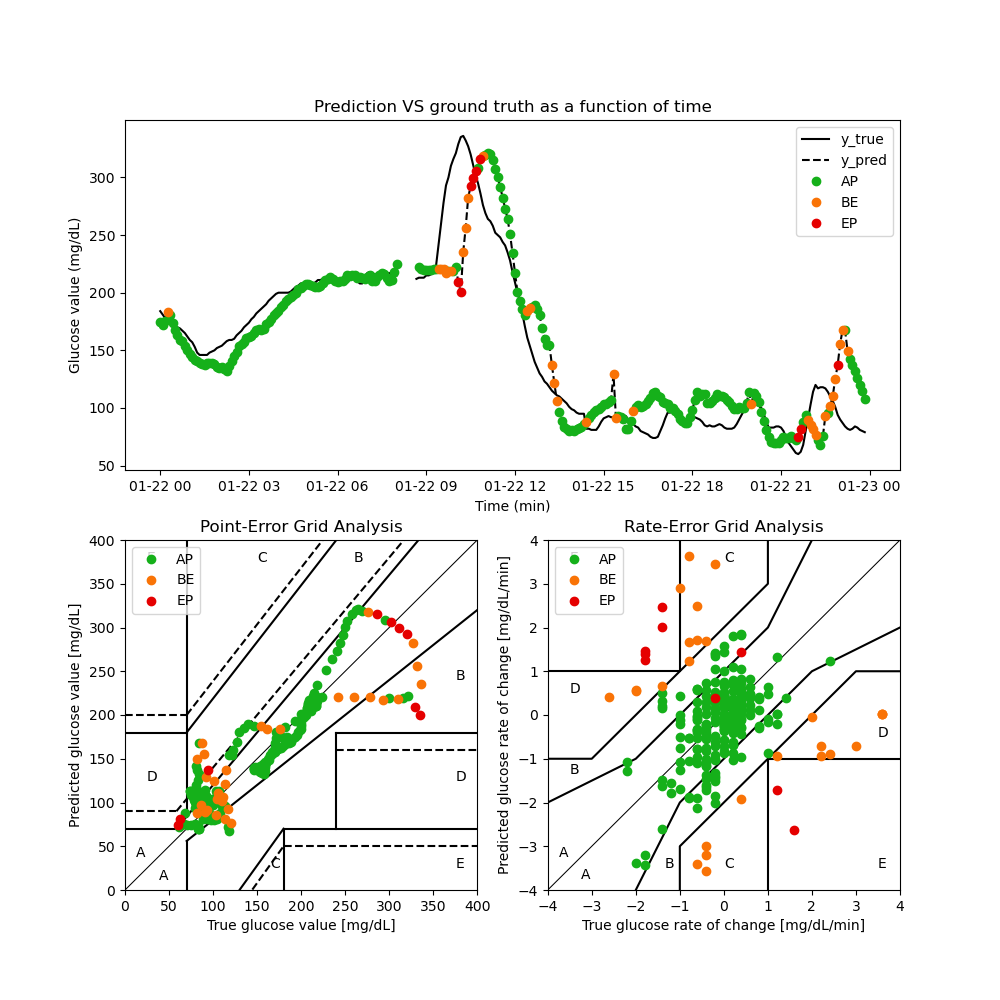 Prediction VS ground truth as a function of time
Glucose value (mg/dL)
300
250
200
150
100
50
y_true
y_pred
AP
BE
EP
01-22 00 01-22 03 01-22 06 01-22 09 01-22 12 01-22 15 01-22 18 01-22 21 01-23 00
Time (min)
Point-Error Grid Analysis
Predicted glucose value [mg/dL]
400
350
300
250
200
150
100
50
0
AP
BE
EP
C
B
B
D
D
A
A
C
E
0 50 100 150 200 250 300 350 400
True glucose value [mg/dL]
Rate-Error Grid Analysis
Predicted glucose rate of change [mg/dL/min]
4
3
2
1
0
−1
−2
−3
−4
AP
BE
EP
C
D
D
B
A
A
B
C
E
−4 −3 −2 −1 0 1 2 3 4
True glucose rate of change [mg/dL/min]